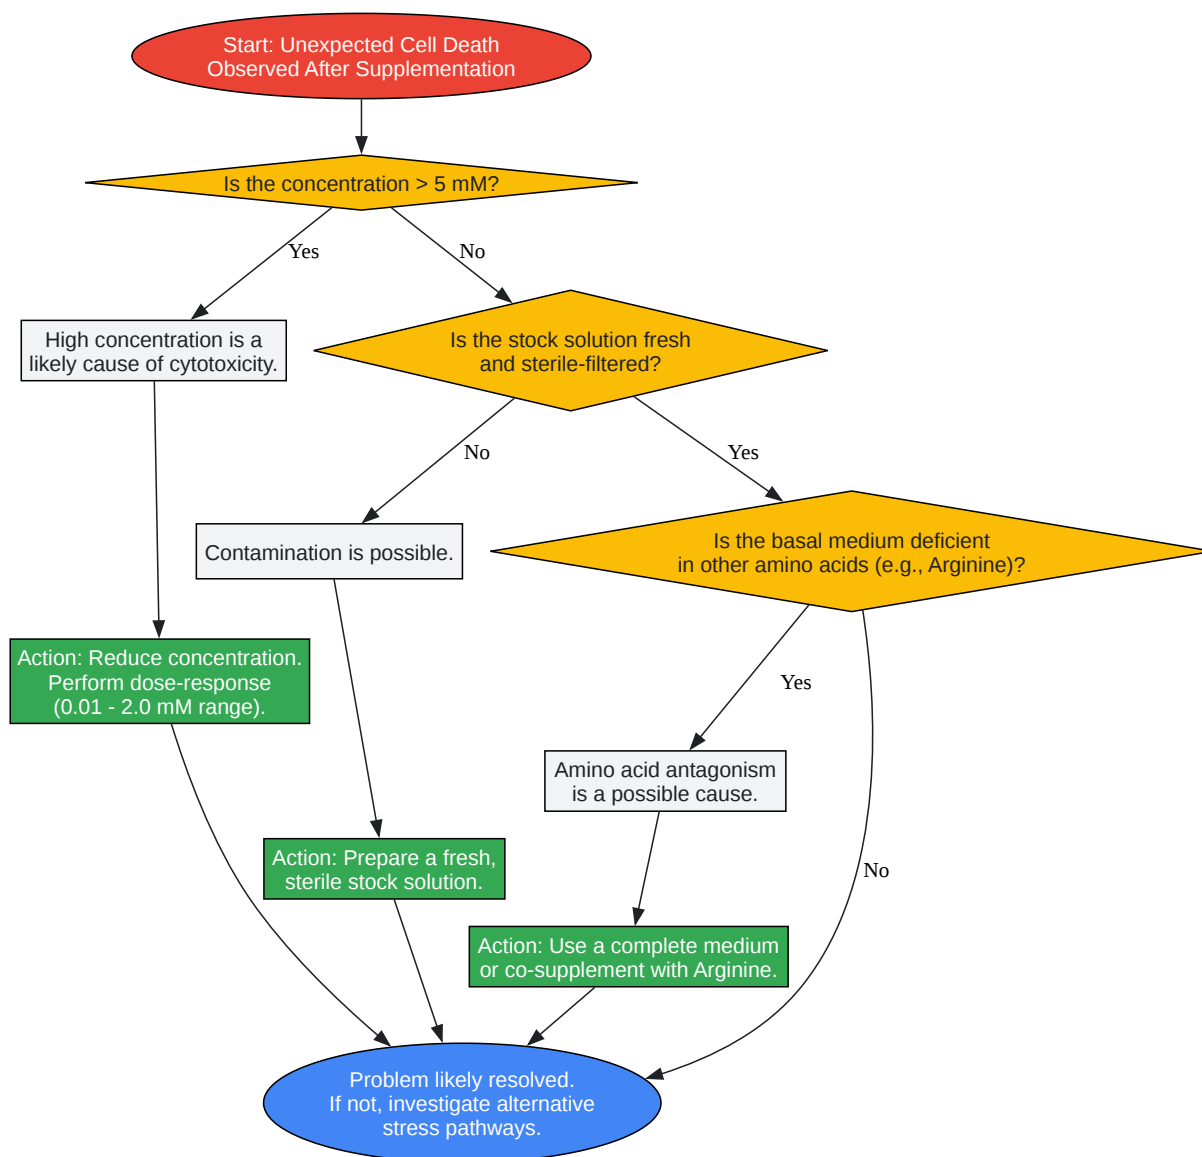 Start: Unexpected Cell Death
Observed After Supplementation
Is the concentration > 5 mM?
Yes
No
High concentration is a
likely cause of cytotoxicity.
Is the stock solution fresh
and sterile-filtered?
No
Yes
Contamination is possible.
Is the basal medium deficient
in other amino acids (e.g., Arginine)?
Action: Reduce concentration.
Perform dose-response
(0.01 - 2.0 mM range).
Yes
Amino acid antagonism
is a possible cause.
Action: Prepare a fresh,
sterile stock solution.
No
Action: Use a complete medium
or co-supplement with Arginine.
Problem likely resolved.
If not, investigate alternative
stress pathways.